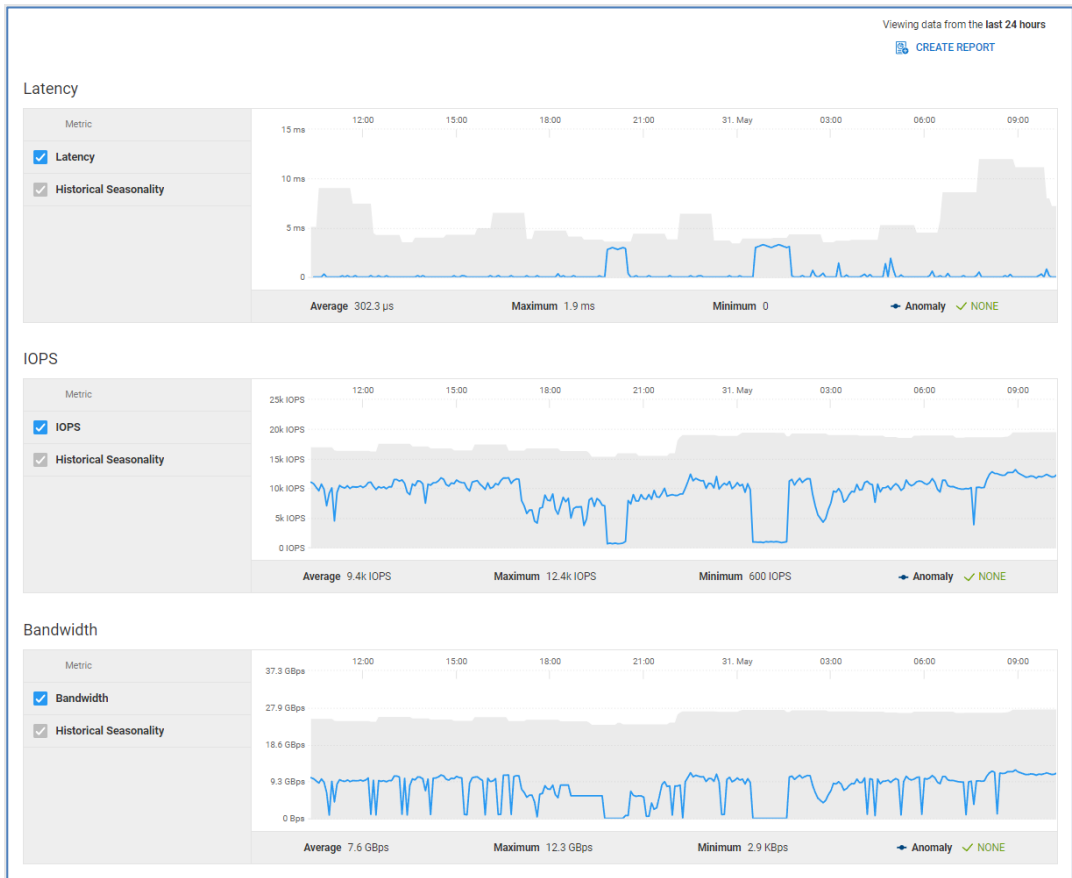 Viewing data from the last 24 hours
CREATE REPORT
Latency
Metric
Latency
Historical Seasonality
12:00 15:00 18:00 21:00 31. May 03:00 06:00 09:00
15 ms
10 ms
5 ms
0
Average 302.3 µs Maximum 1.9 ms Minimum 0 Anomaly NONE
IOPS
Metric
IOPS
Historical Seasonality
12:00 15:00 18:00 21:00 31. May 03:00 06:00 09:00
25k IOPS
20k IOPS
15k IOPS
10k IOPS
5k IOPS
0 IOPS
Average 9.4k IOPS Maximum 12.4k IOPS Minimum 600 IOPS Anomaly NONE
Bandwidth
Metric
Bandwidth
Historical Seasonality
12:00 15:00 18:00 21:00 31. May 03:00 06:00 09:00
37.3 GBps
27.9 GBps
18.6 GBps
9.3 GBps
0 Bps
Average 7.6 GBps Maximum 12.3 GBps Minimum 2.9 KBps Anomaly NONE